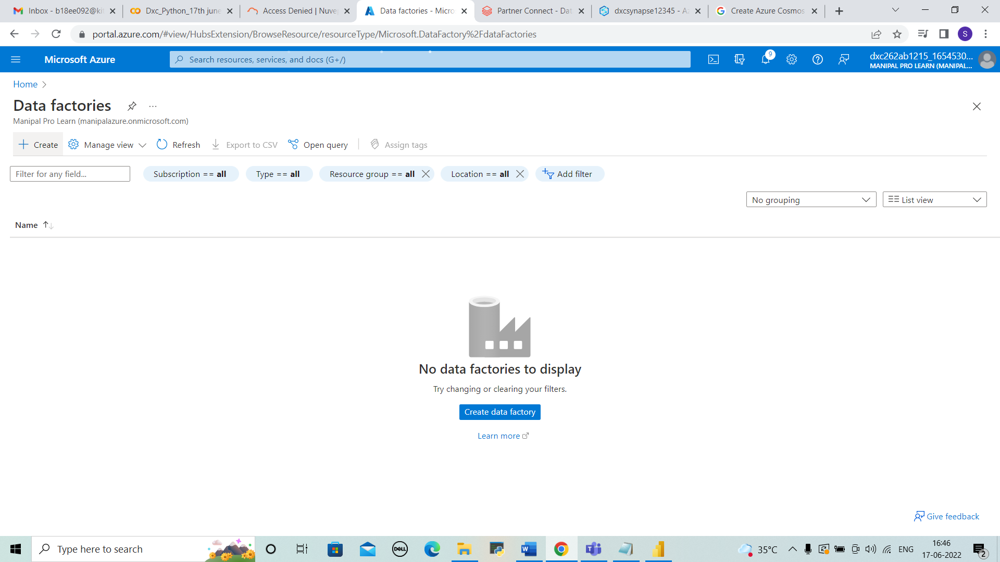 Inbox - b18ee092@kii
Dxc_Python_17th june
Access Denied | Nuvep
Data factories - Micro
Partner Connect - Dat
dxcsynapse12345 - Az
Create Azure Cosmos
portal.azure.com/#view/HubsExtension/BrowseResource/resourceType/Microsoft.DataFactory%2FdataFactories
S
Microsoft Azure
Search resources, services, and docs (G+/)
9
dxc262ab1215_1654530...
MANIPAL PRO LEARN (MANIPAL...
Home
Data factories
Manipal Pro Learn (manipalazure.onmicrosoft.com)
Create
Manage view
Refresh
Export to CSV
Open query
Assign tags
Filter for any field...
Subscription == all
Type == all
Resource group == all
Location == all
Add filter
No grouping
List view
Name
No data factories to display
Try changing or clearing your filters.
Create data factory
Learn more
Give feedback
Type here to search
DELL
35°C
ENG
16:46
17-06-2022
2